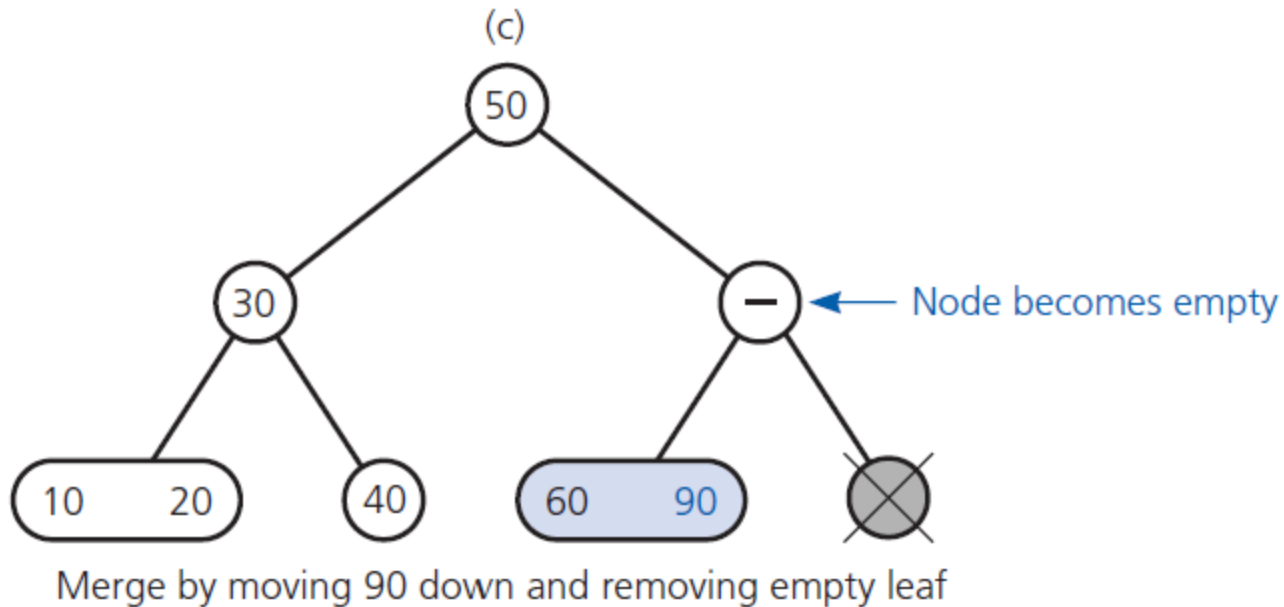 (c)
50
30
– Node becomes empty
10 20 40 60 90
Merge by moving 90 down and removing empty leaf